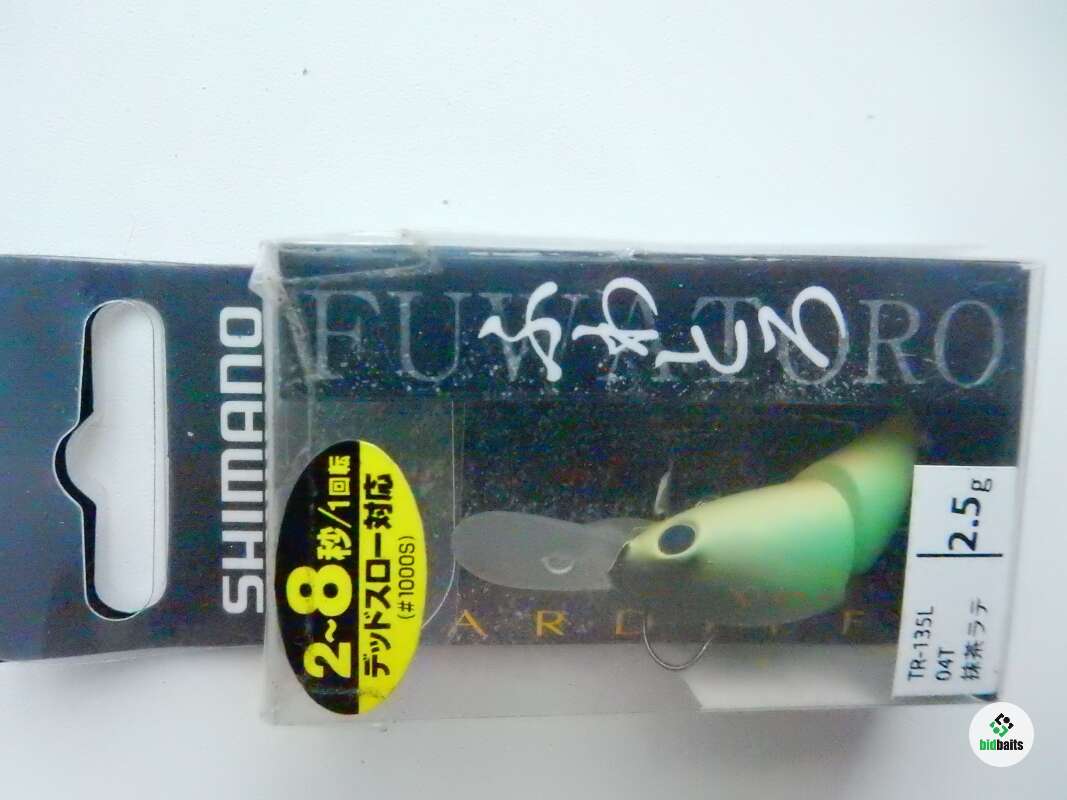 SHIMANO
FUWATORO
ふわとろ
2~8秒/1回転
デッドスロー対応
(#1000S)
2.5g
TR-135L
04T
抹茶ラテ
bidbaits